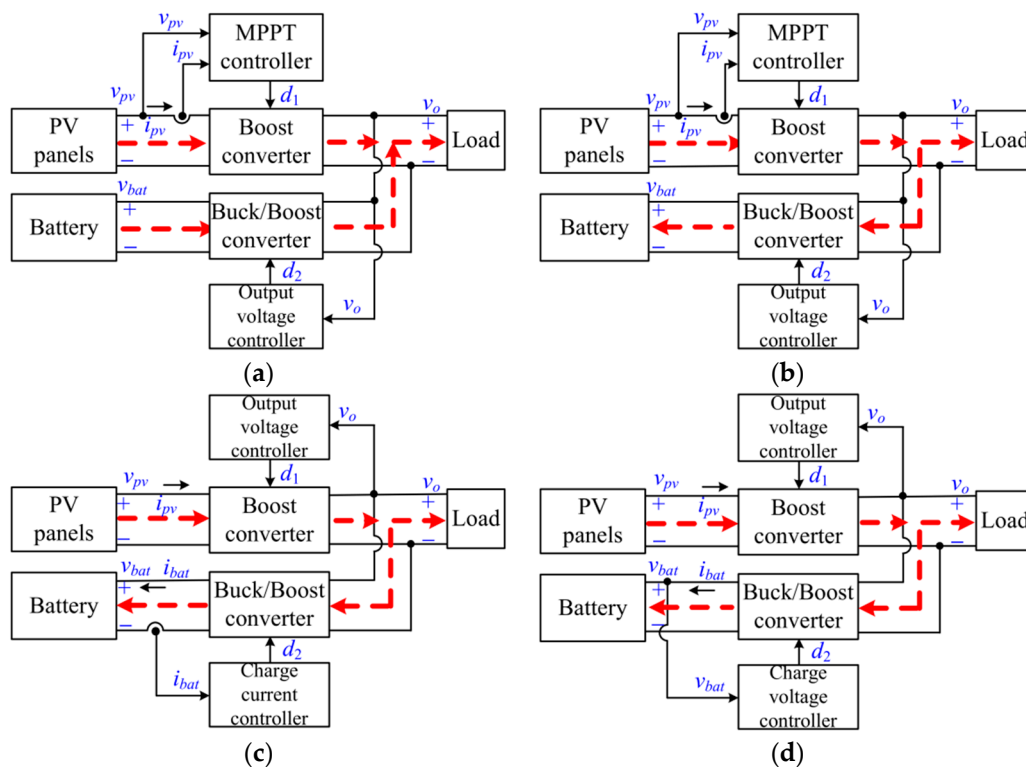 v_pv
i_pv
MPPT
controller
v_pv
d_1
v_o
PV
panels
+
i_pv
−
Boost
converter
+
−
Load
v_bat
Battery
+
−
Buck/Boost
converter
d_2
Output
voltage
controller
v_o
(a)
v_pv
i_pv
MPPT
controller
v_pv
d_1
v_o
PV
panels
+
i_pv
−
Boost
converter
+
−
Load
v_bat
Battery
+
−
Buck/Boost
converter
d_2
Output
voltage
controller
v_o
(b)
Output
voltage
controller
v_o
v_pv
d_1
v_o
PV
panels
+
i_pv
−
Boost
converter
+
−
Load
v_bat
i_bat
Battery
+
−
Buck/Boost
converter
d_2
i_bat
Charge
current
controller
(c)
Output
voltage
controller
v_o
v_pv
d_1
v_o
PV
panels
+
i_pv
−
Boost
converter
+
−
Load
v_bat
i_bat
Battery
+
−
Buck/Boost
converter
d_2
v_bat
Charge
voltage
controller
(d)